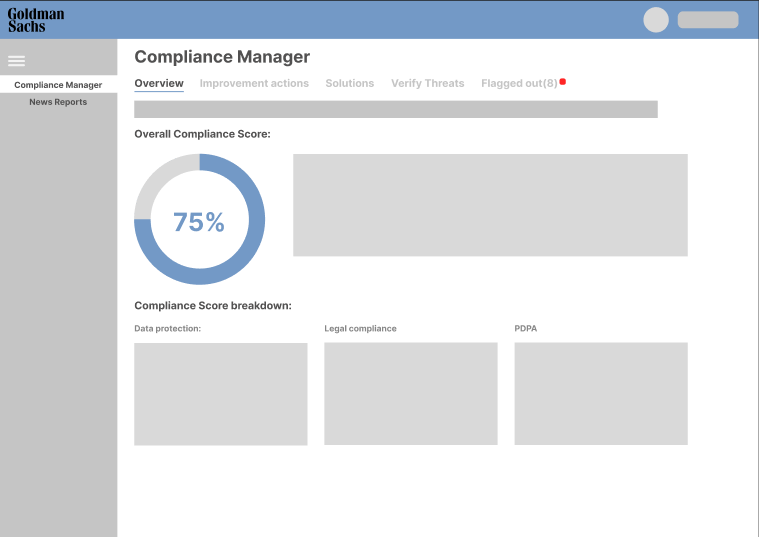 Goldman
Sachs
Compliance Manager
News Reports
Compliance Manager
Overview Improvement actions Solutions Verify Threats Flagged out(8)
Overall Compliance Score:
75%
Compliance Score breakdown:
Data protection: Legal compliance PDPA